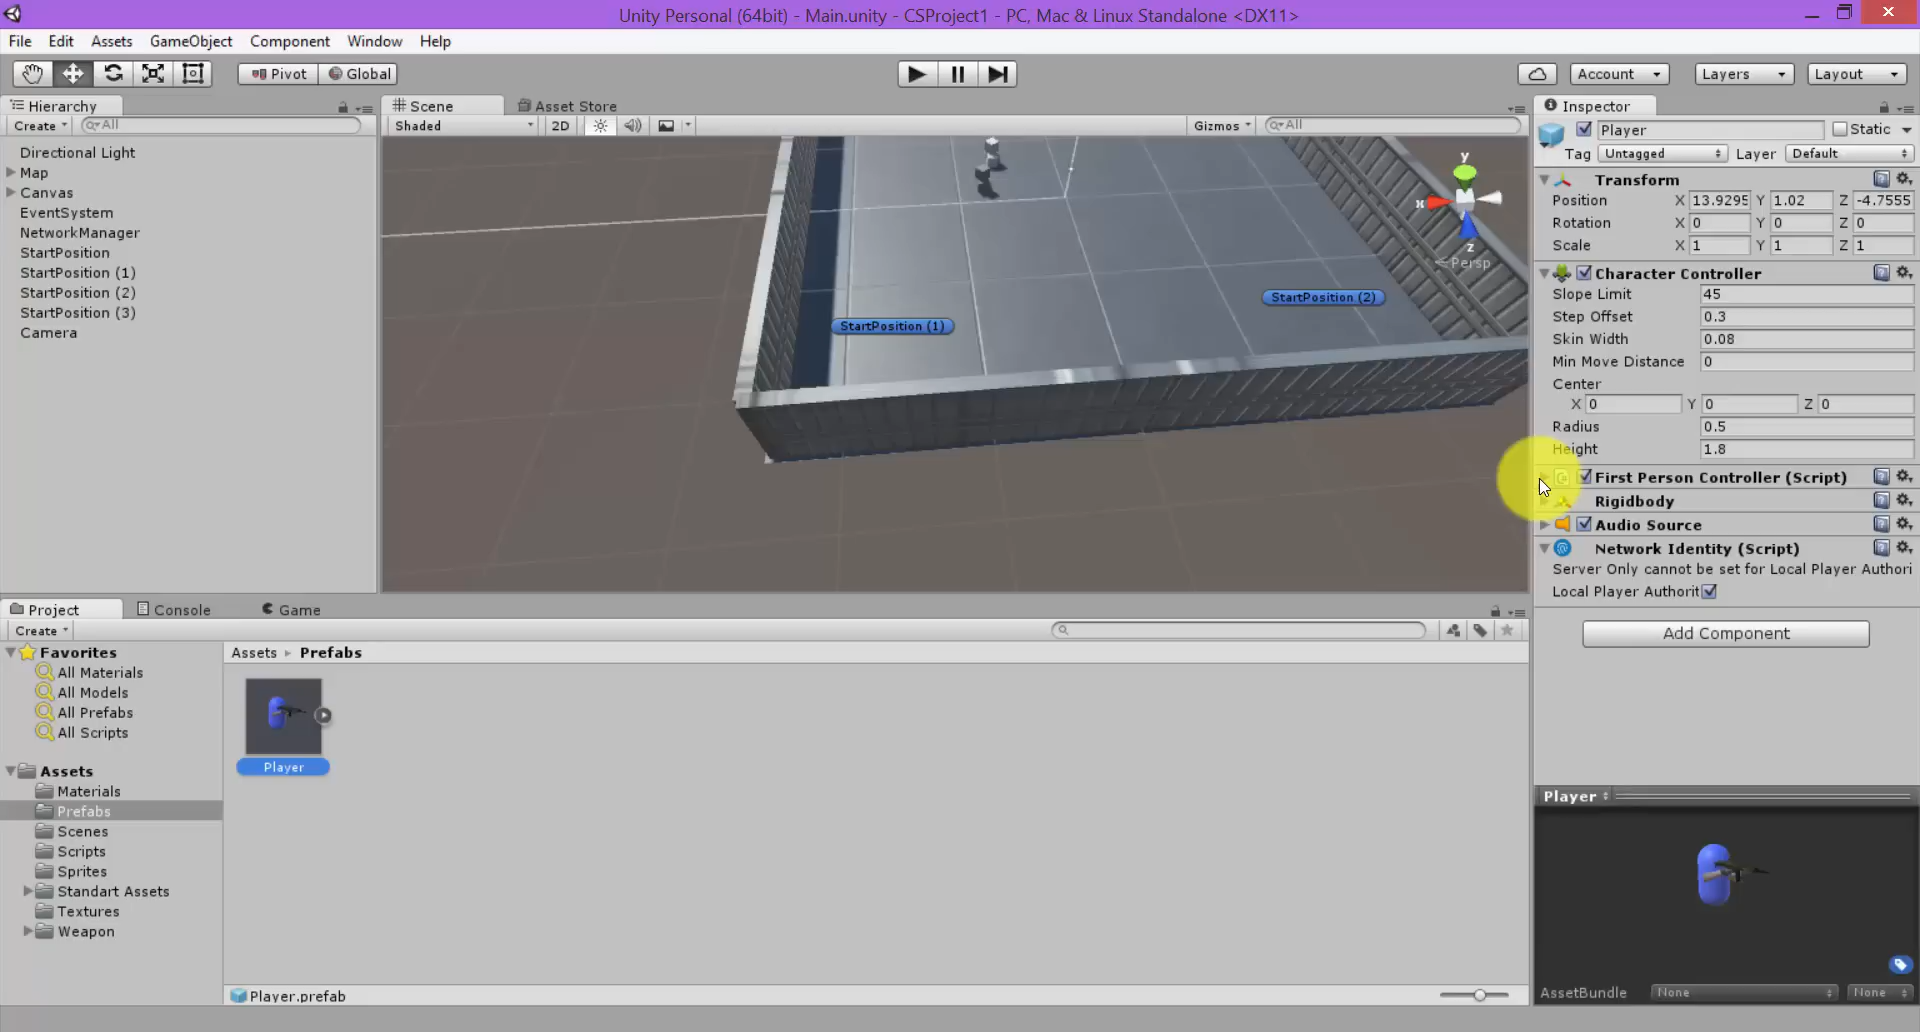 Unity Personal (64bit) - Main.unity - CSProject1 - PC, Mac & Linux Standalone <DX11>
File Edit Assets GameObject Component Window Help
Pivot Global Account Layers Layout
Hierarchy
Create All
Directional Light
Map
Canvas
EventSystem
NetworkManager
StartPosition
StartPosition (1)
StartPosition (2)
StartPosition (3)
Camera
Scene Asset Store
Shaded 2D Gizmos All
y
x
z
Persp
StartPosition (2)
StartPosition (1)
Inspector
Player Static
Tag Untagged Layer Default
Transform
Position X 13.9295 Y 1.02 Z -4.7555
Rotation X 0 Y 0 Z 0
Scale X 1 Y 1 Z 1
Character Controller
Slope Limit 45
Step Offset 0.3
Skin Width 0.08
Min Move Distance 0
Center
X 0 Y 0 Z 0
Radius 0.5
Height 1.8
First Person Controller (Script)
Rigidbody
Audio Source
Network Identity (Script)
Server Only cannot be set for Local Player Authori
Local Player Authorit
Add Component
Project Console Game
Create
Favorites
All Materials
All Models
All Prefabs
All Scripts
Assets
Materials
Prefabs
Scenes
Scripts
Sprites
Standart Assets
Textures
Weapon
Assets Prefabs
Player
Player.prefab
Player
AssetBundle None None